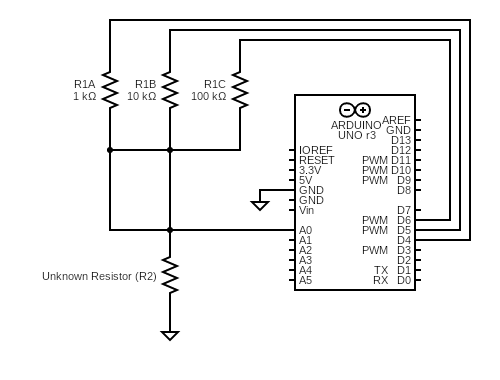 R1A
1 kΩ
R1B
10 kΩ
R1C
100 kΩ
ARDUINO
UNO r3
AREF
GND
D13
IOREF D12
RESET PWM D11
3.3V PWM D10
5V PWM D9
GND D8
GND
Vin D7
PWM D6
A0 PWM D5
A1 D4
A2 PWM D3
A3 D2
A4 TX D1
A5 RX D0
Unknown Resistor (R2)